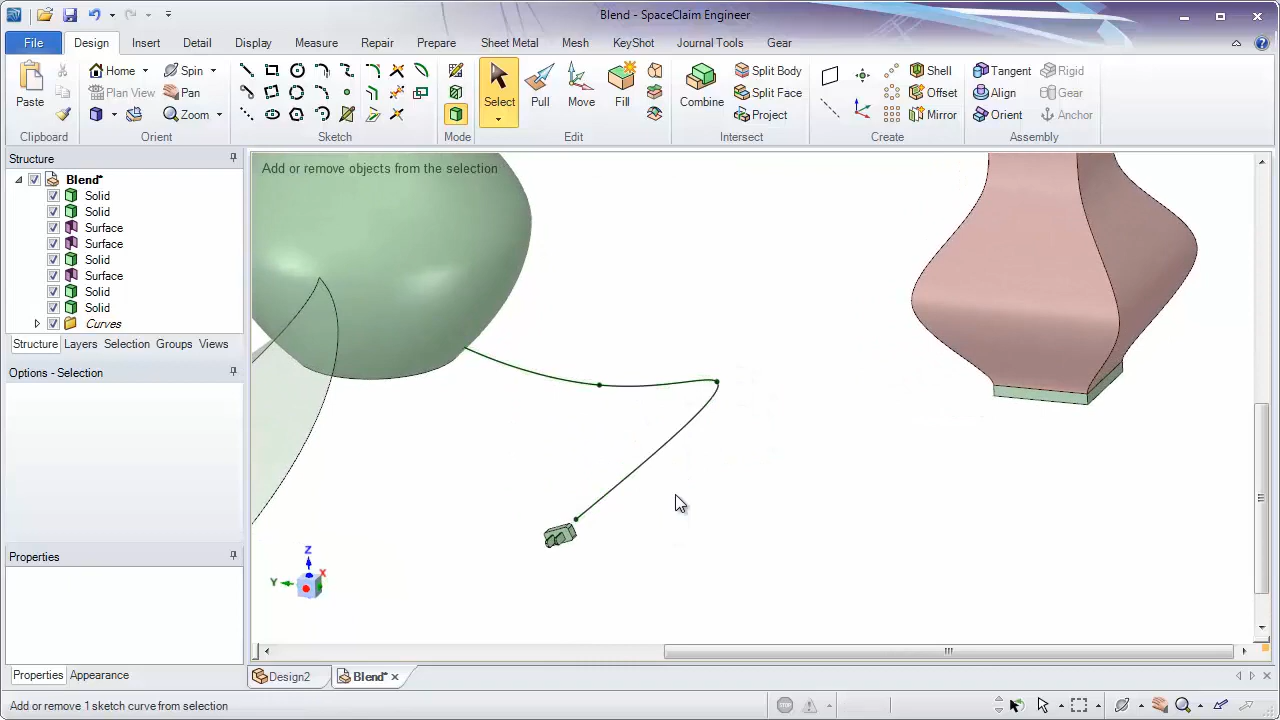 Blend - SpaceClaim Engineer
File Design Insert Detail Display Measure Repair Prepare Sheet Metal Mesh KeyShot Journal Tools Gear
Paste
Home
Plan View
Spin
Pan
Zoom
Select
Pull
Move
Fill
Combine
Split Body
Split Face
Project
Shell
Offset
Mirror
Tangent
Align
Orient
Rigid
Gear
Anchor
Clipboard Orient Sketch Mode Edit Intersect Create Assembly
Structure
Blend*
Solid
Solid
Surface
Surface
Solid
Surface
Solid
Solid
Curves
Structure Layers Selection Groups Views
Options - Selection
Properties
Properties Appearance
Add or remove objects from the selection
Z
Y
X
Design2 Blend*
Add or remove 1 sketch curve from selection